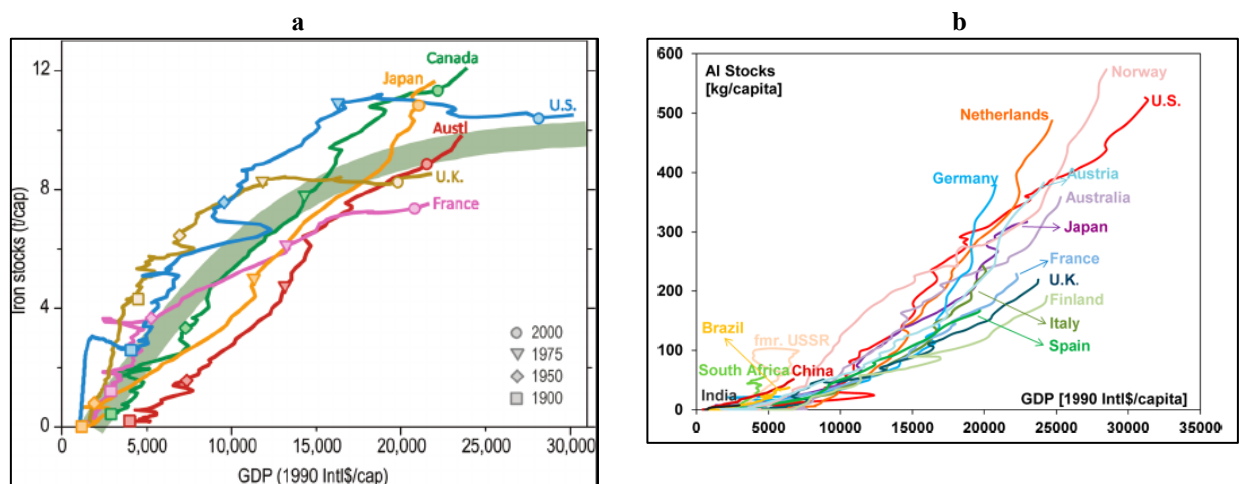 a
12
8
4
0
Iron stocks (t/cap)
Canada
Japan
U.S.
Austl
U.K.
France
2000
1975
1950
1900
0
5,000
10,000
15,000
20,000
25,000
30,000
GDP (1990 Intl$/cap)
b
600
500
400
300
200
100
0
Al Stocks
[kg/capita]
Norway
U.S.
Netherlands
Germany
Austria
Australia
Japan
France
U.K.
Finland
Italy
Spain
Brazil
fmr. USSR
South Africa
China
India
GDP [1990 Intl$/capita]
0
5000
10000
15000
20000
25000
30000
35000